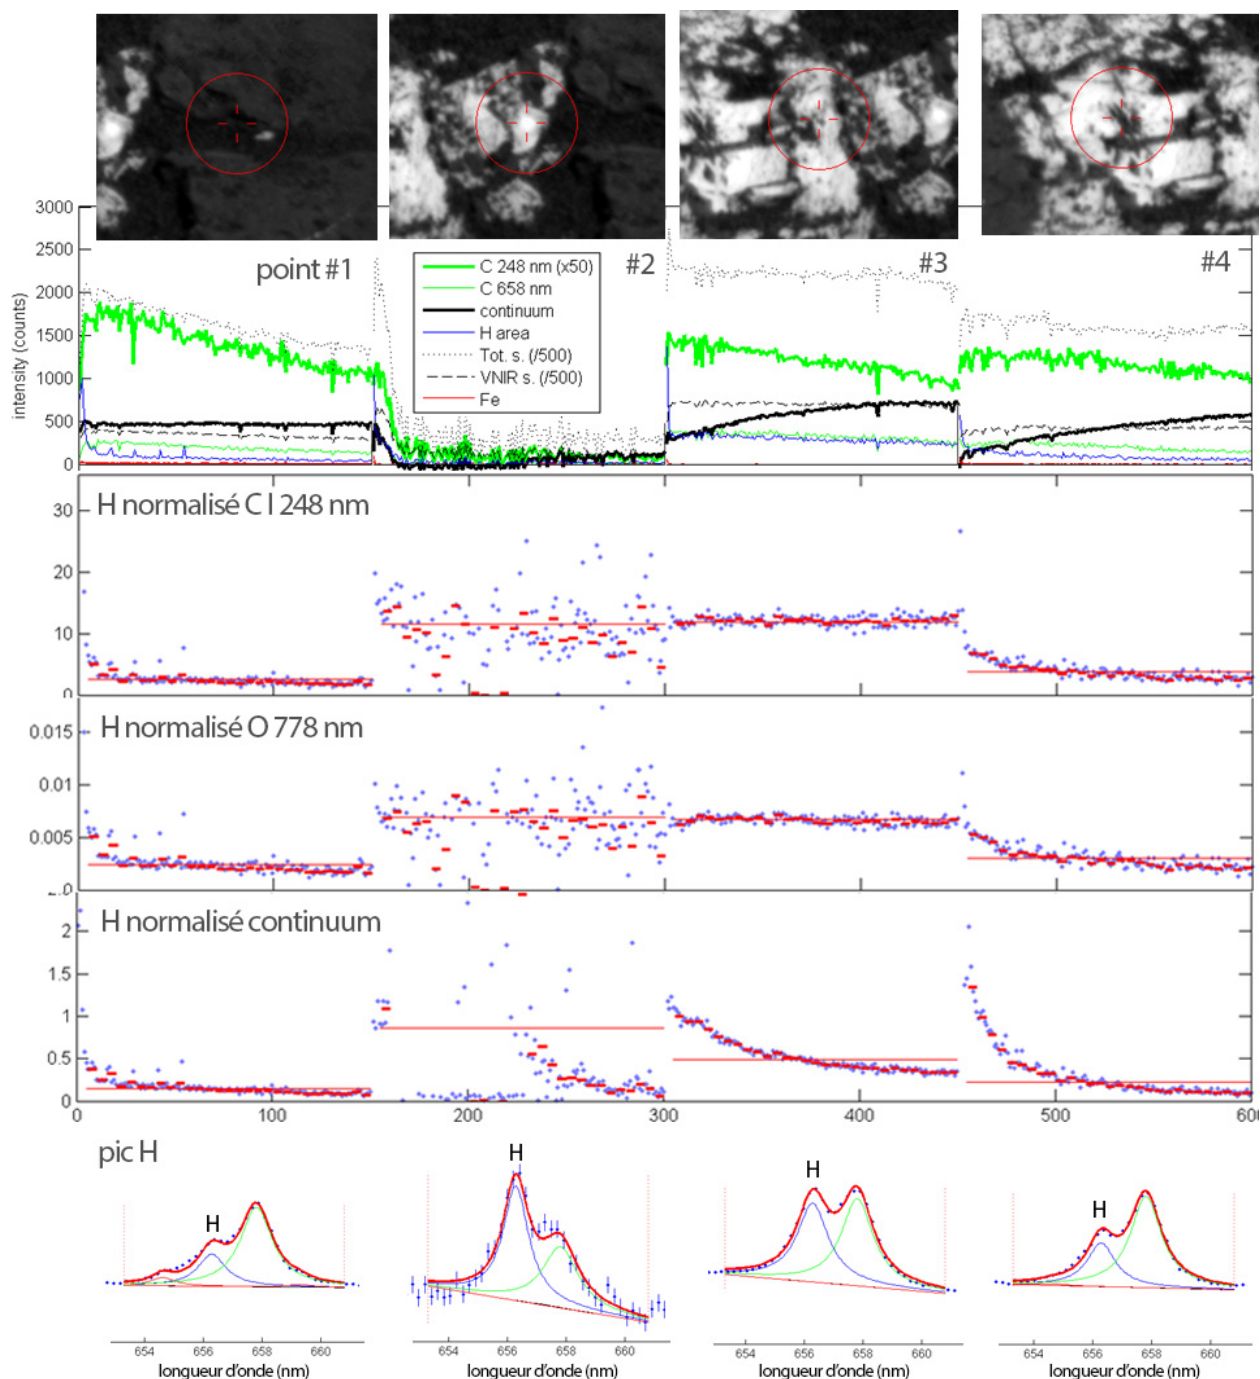 3000
2500
2000
1500
1000
500
0
intensity (counts)
point #1
#2
#3
#4
C 248 nm (x50)
C 658 nm
continuum
H area
Tot. s. (/500)
VNIR s. (/500)
Fe
H normalisé C I 248 nm
30
20
10
0
H normalisé O 778 nm
0.015
0.01
0.005
0
H normalisé continuum
2
1.5
1
0.5
0
0 100 200 300 400 500 600
pic H
H
H
H
H
654 656 658 660
654 656 658 660
654 656 658 660
654 656 658 660
longueur d'onde (nm)
longueur d'onde (nm)
longueur d'onde (nm)
longueur d'onde (nm)